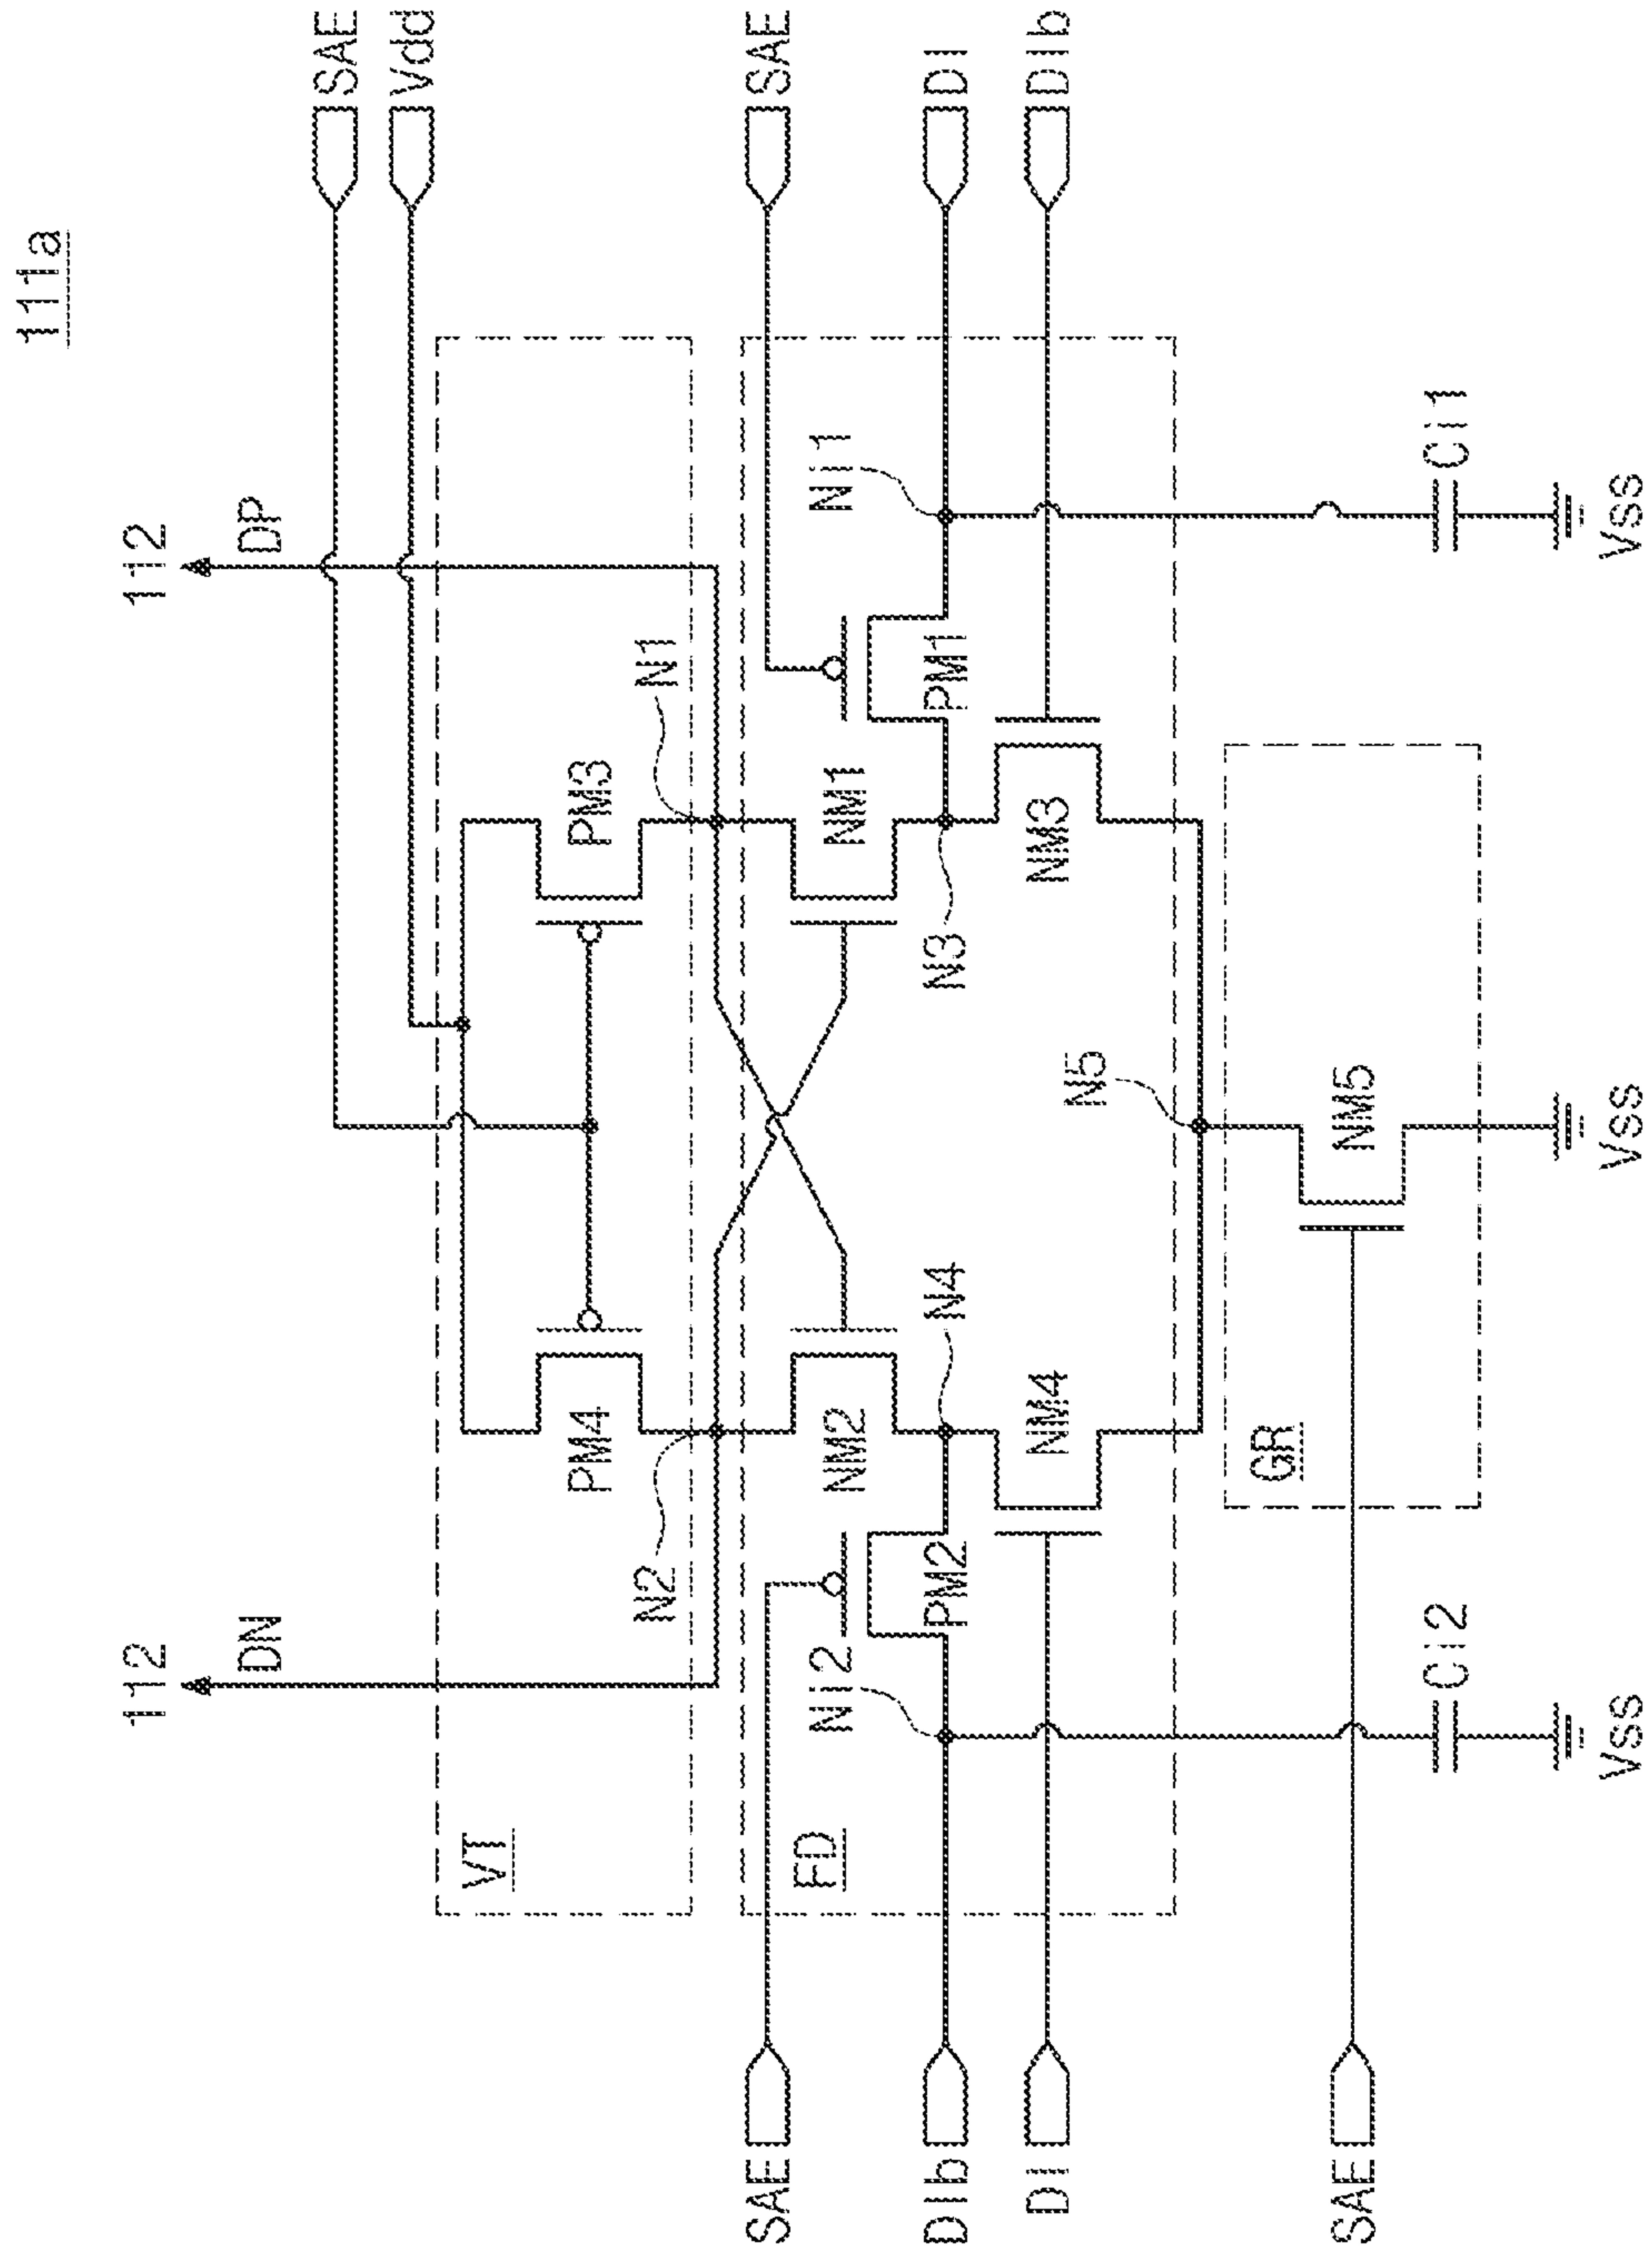 111a
112
112
DN
DP
SAE
Vdd
VT
PM4
PM3
N2
N1
SAE
SAE
FD
Ni2
NM2
NM1
Ni1
DIb
PM2
N4
N3
PM1
DI
DI
NM4
NM3
DIb
N5
GR
SAE
NM5
Ci2
Ci1
Vss
Vss
Vss